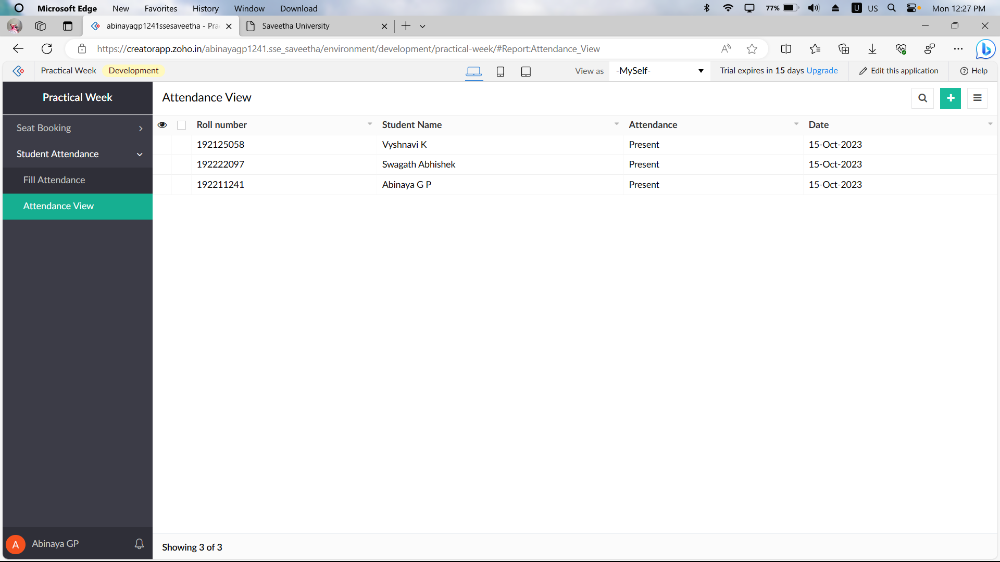 Microsoft Edge New Favorites History Window Download 77% U US Mon 12:27 PM
abinayagp1241ssesaveetha - Pra Saveetha University
https://creatorapp.zoho.in/abinayagp1241.sse_saveetha/environment/development/practical-week/#Report:Attendance_View
Practical Week Development View as -MySelf- Trial expires in 15 days Upgrade Edit this application Help
Practical Week
Attendance View
Seat Booking
Student Attendance
Fill Attendance
Attendance View
Roll number Student Name Attendance Date
192125058 Vyshnavi K Present 15-Oct-2023
192222097 Swagath Abhishek Present 15-Oct-2023
192211241 Abinaya G P Present 15-Oct-2023
A Abinaya GP
Showing 3 of 3